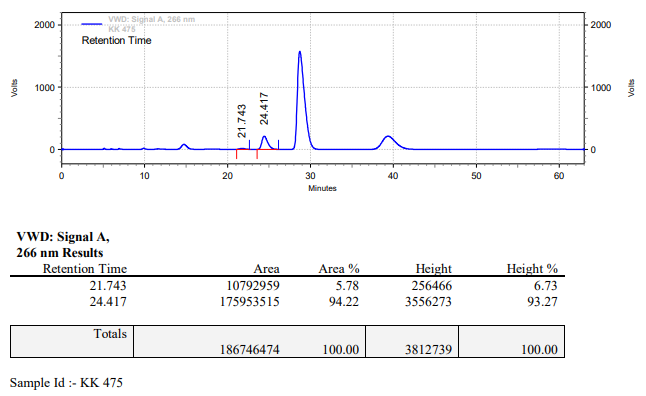 VWD: Signal A, 266 nm
KK 475
Retention Time
2000
1000
0
Volts
21.743
24.417
2000
1000
0
Volts
0 10 20 30 40 50 60
Minutes
VWD: Signal A,
266 nm Results
Retention Time Area Area % Height Height %
21.743 10792959 5.78 256466 6.73
24.417 175953515 94.22 3556273 93.27
Totals
186746474 100.00 3812739 100.00
Sample Id :- KK 475